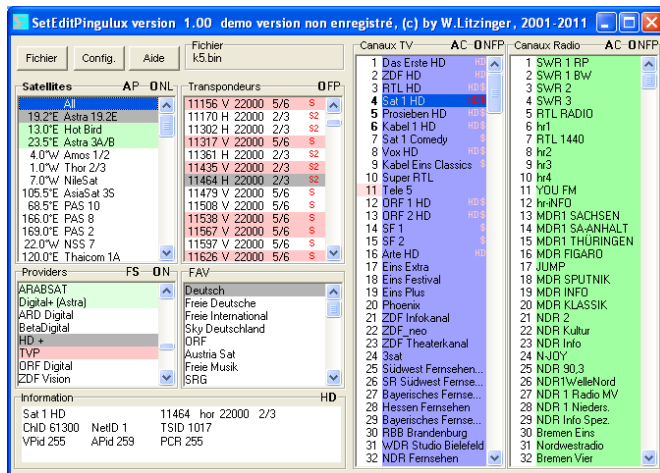 SetEditPingulux version 1.00 demo version non enregistré, (c) by W.Litzinger, 2001-2011
Fichier
Config.
Aide
Fichier
k5.bin
Satellites AP ONL
All
19.2°E Astra 19.2E
13.0°E Hot Bird
23.5°E Astra 3A/B
4.0°W Amos 1/2
1.0°W Thor 2/3
7.0°W NileSat
105.5°E AsiaSat 3S
68.5°E PAS 10
166.0°E PAS 8
169.0°E PAS 2
22.0°W NSS 7
120.0°E Thaicom 1A
Transpondeurs OFP
11156 V 22000 5/6 S
11170 H 22000 2/3 S2
11302 H 22000 2/3 S2
11317 V 22000 5/6 S
11361 H 22000 2/3 S2
11435 V 22000 2/3 S2
11464 H 22000 2/3 S2
11479 V 22000 5/6 S
11508 V 22000 5/6 S
11538 V 22000 5/6 S
11567 V 22000 5/6 S
11597 V 22000 5/6 S
11626 V 22000 5/6 S
Providers FS ON
ARABSAT
Digital+ (Astra)
ARD Digital
BetaDigital
HD +
TVP
ORF Digital
ZDF Vision
FAV
Deutsch
Freie Deutsche
Freie International
Sky Deutschland
ORF
Austria Sat
Freie Musik
SRG
Information HD-
Sat 1 HD 11464 hor 22000 2/3
ChID 61300 NetID 1 TSID 1017
VPid 255 APid 259 PCR 255
Canaux TV AC ONFP
1 Das Erste HD HD
2 ZDF HD HD
3 RTL HD HD$
4 Sat 1 HD HD$
5 Prosieben HD HD$
6 Kabel 1 HD HD$
7 Sat 1 Comedy $
8 Vox HD HD$
9 Kabel Eins Classics $
10 Super RTL
11 Tele 5
12 ORF 1 HD HD$
13 ORF 2 HD HD$
14 SF 1 $
15 SF 2 $
16 Arte HD HD
17 Eins Extra
18 Eins Festival
19 Eins Plus
20 Phoenix
21 ZDF Infokanal
22 ZDF_neo
23 ZDF Theaterkanal
24 3sat
25 Südwest Fernsehen...
26 SR Südwest Fernse...
27 Bayerisches Fernse...
28 Hessen Fernsehen
29 Bayerisches Fernse...
30 RBB Brandenburg
31 WDR Studio Bielefeld
32 NDR Fernsehen
Canaux Radio AC ONFP
1 SWR 1 RP
2 SWR 1 BW
3 SWR 2
4 SWR 3
5 RTL RADIO
6 hr1
7 RTL 1440
8 hr2
9 hr3
10 hr4
11 YOU FM
12 hr-iNFO
13 MDR1 SACHSEN
14 MDR1 SA-ANHALT
15 MDR1 THÜRINGEN
16 MDR FIGARO
17 JUMP
18 MDR SPUTNIK
19 MDR INFO
20 MDR KLASSIK
21 NDR 2
22 NDR Kultur
23 NDR Info
24 N-JOY
25 NDR 90,3
26 NDR1WelleNord
27 NDR 1 Radio MV
28 NDR 1 Nieders.
29 NDR Info Spez.
30 Bremen Eins
31 Nordwestradio
32 Bremen Vier